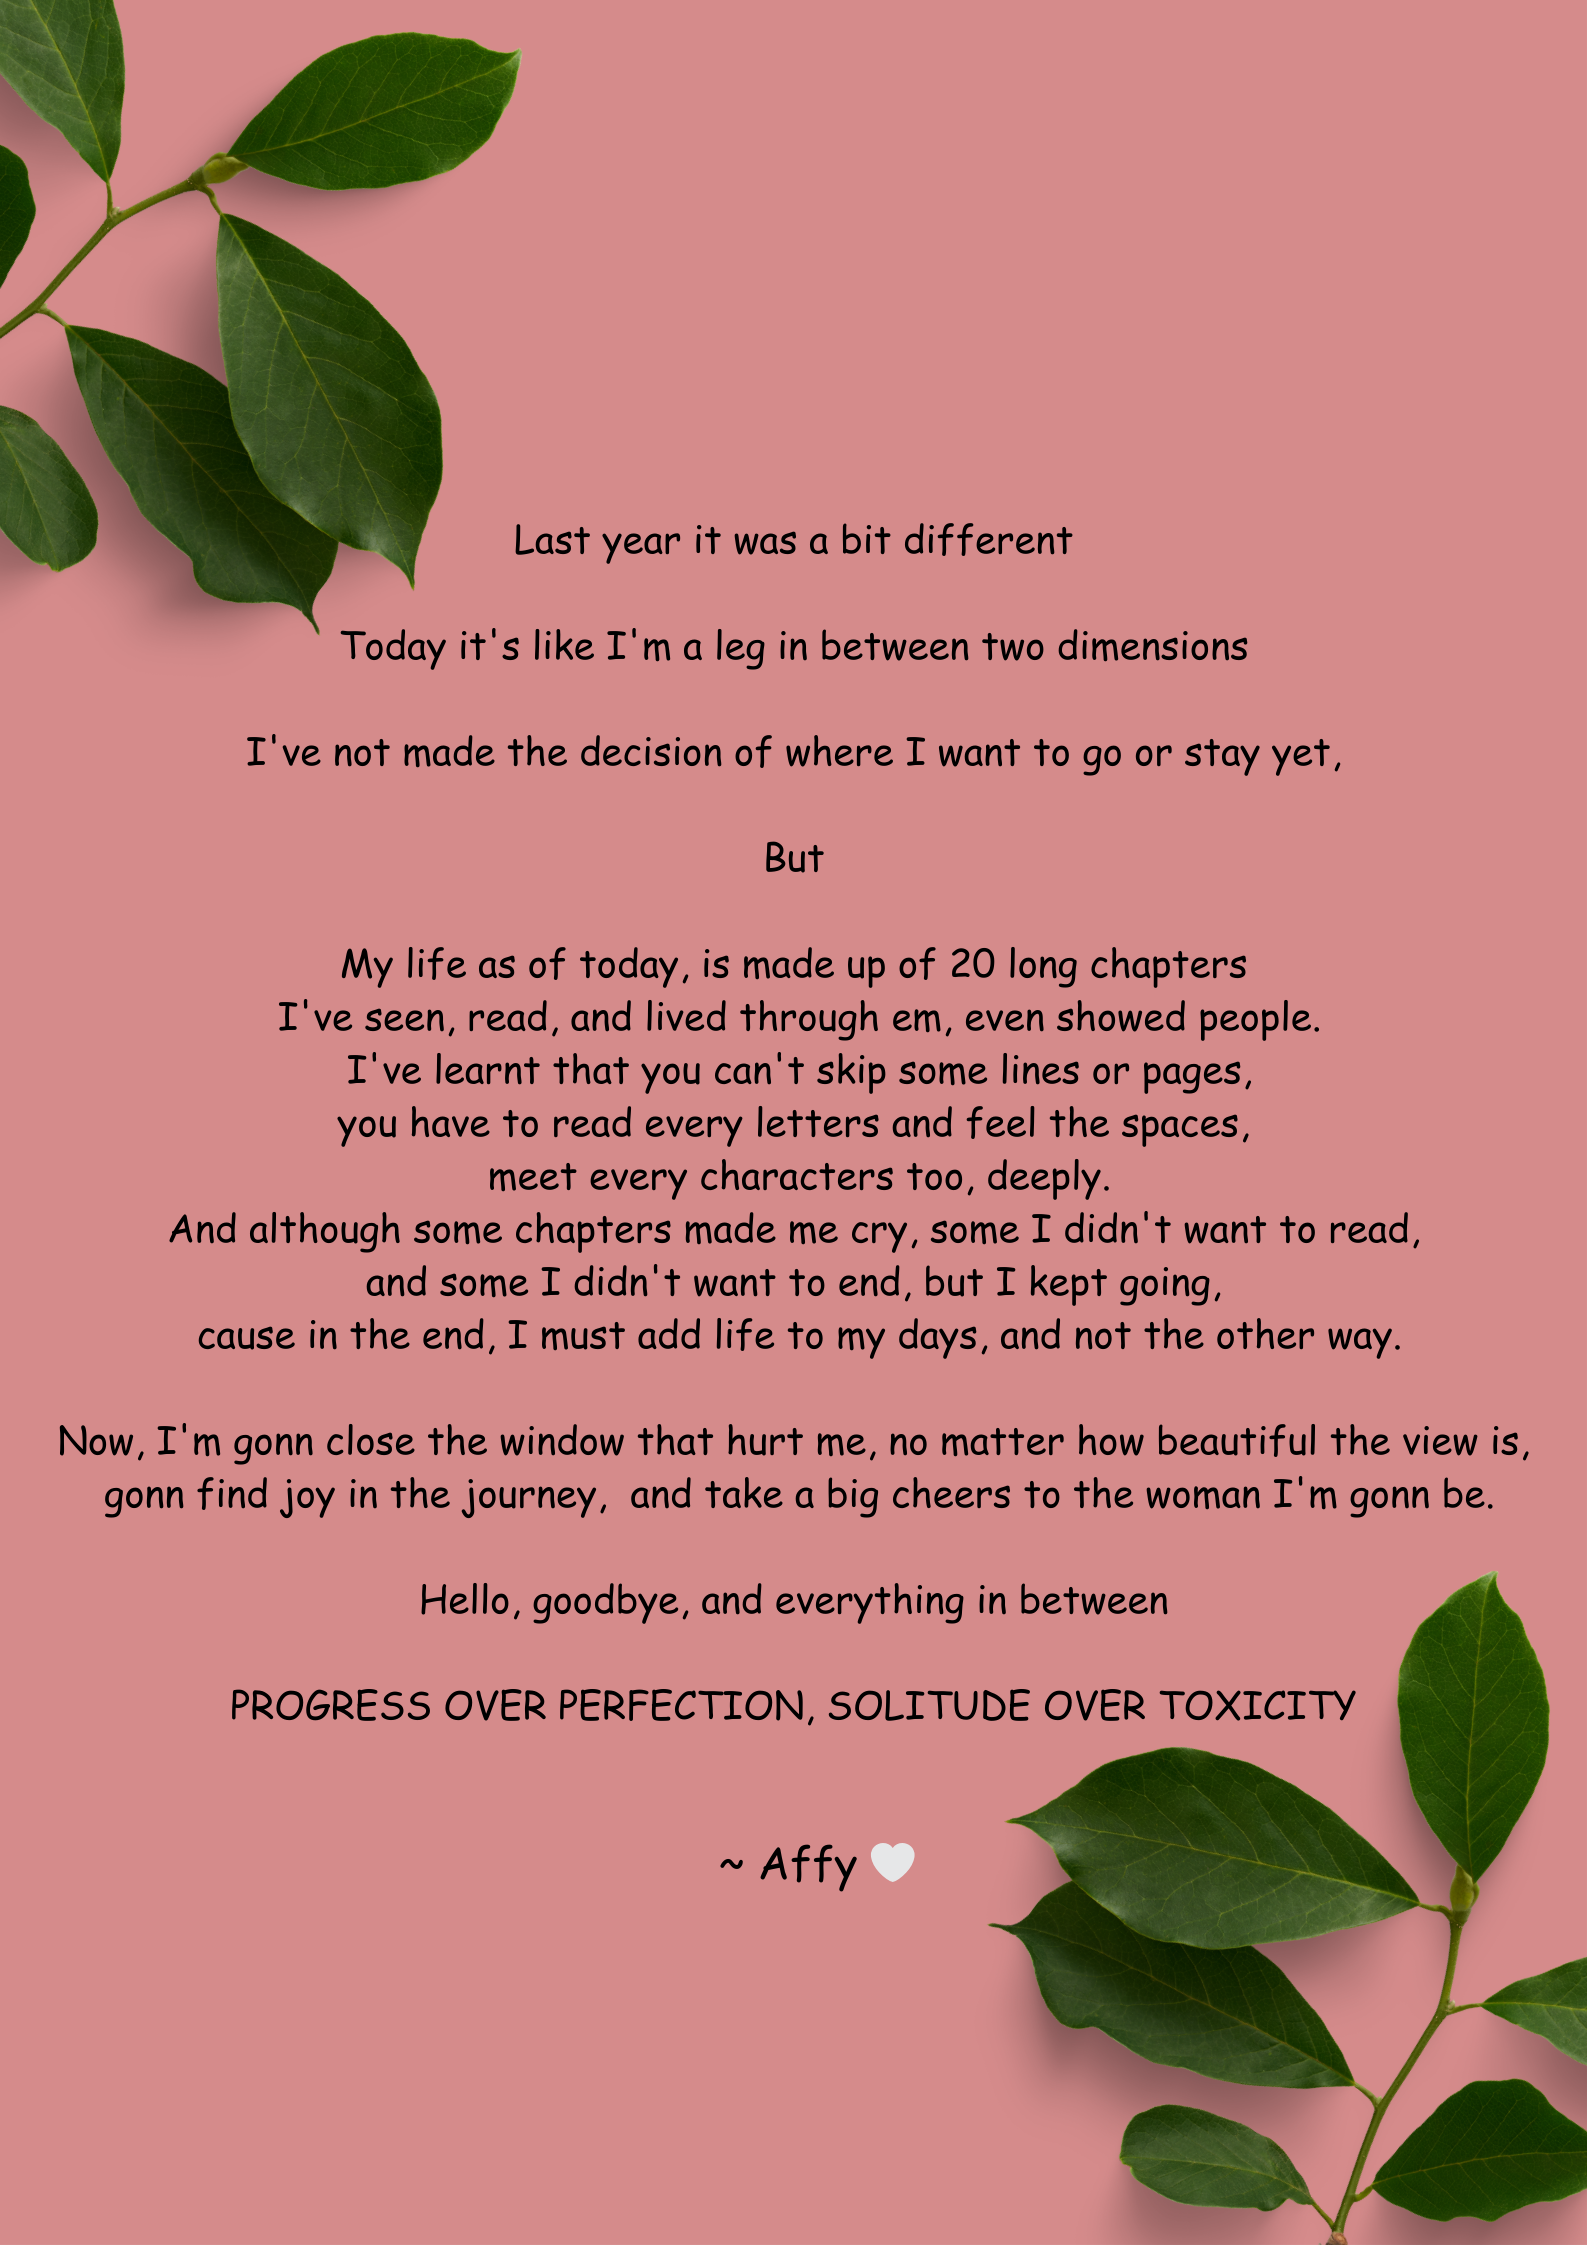 Last year it was a bit different
Today it's like I'm a leg in between two dimensions
I've not made the decision of where I want to go or stay yet,
But
My life as of today, is made up of 20 long chapters
I've seen, read, and lived through em, even showed people.
I've learnt that you can't skip some lines or pages,
you have to read every letters and feel the spaces,
meet every characters too, deeply.
And although some chapters made me cry, some I didn't want to read,
and some I didn't want to end, but I kept going,
cause in the end, I must add life to my days, and not the other way.
Now, I'm gonn close the window that hurt me, no matter how beautiful the view is,
gonn find joy in the journey,  and take a big cheers to the woman I'm gonn be.
Hello, goodbye, and everything in between
PROGRESS OVER PERFECTION, SOLITUDE OVER TOXICITY
~ Affy 🤍